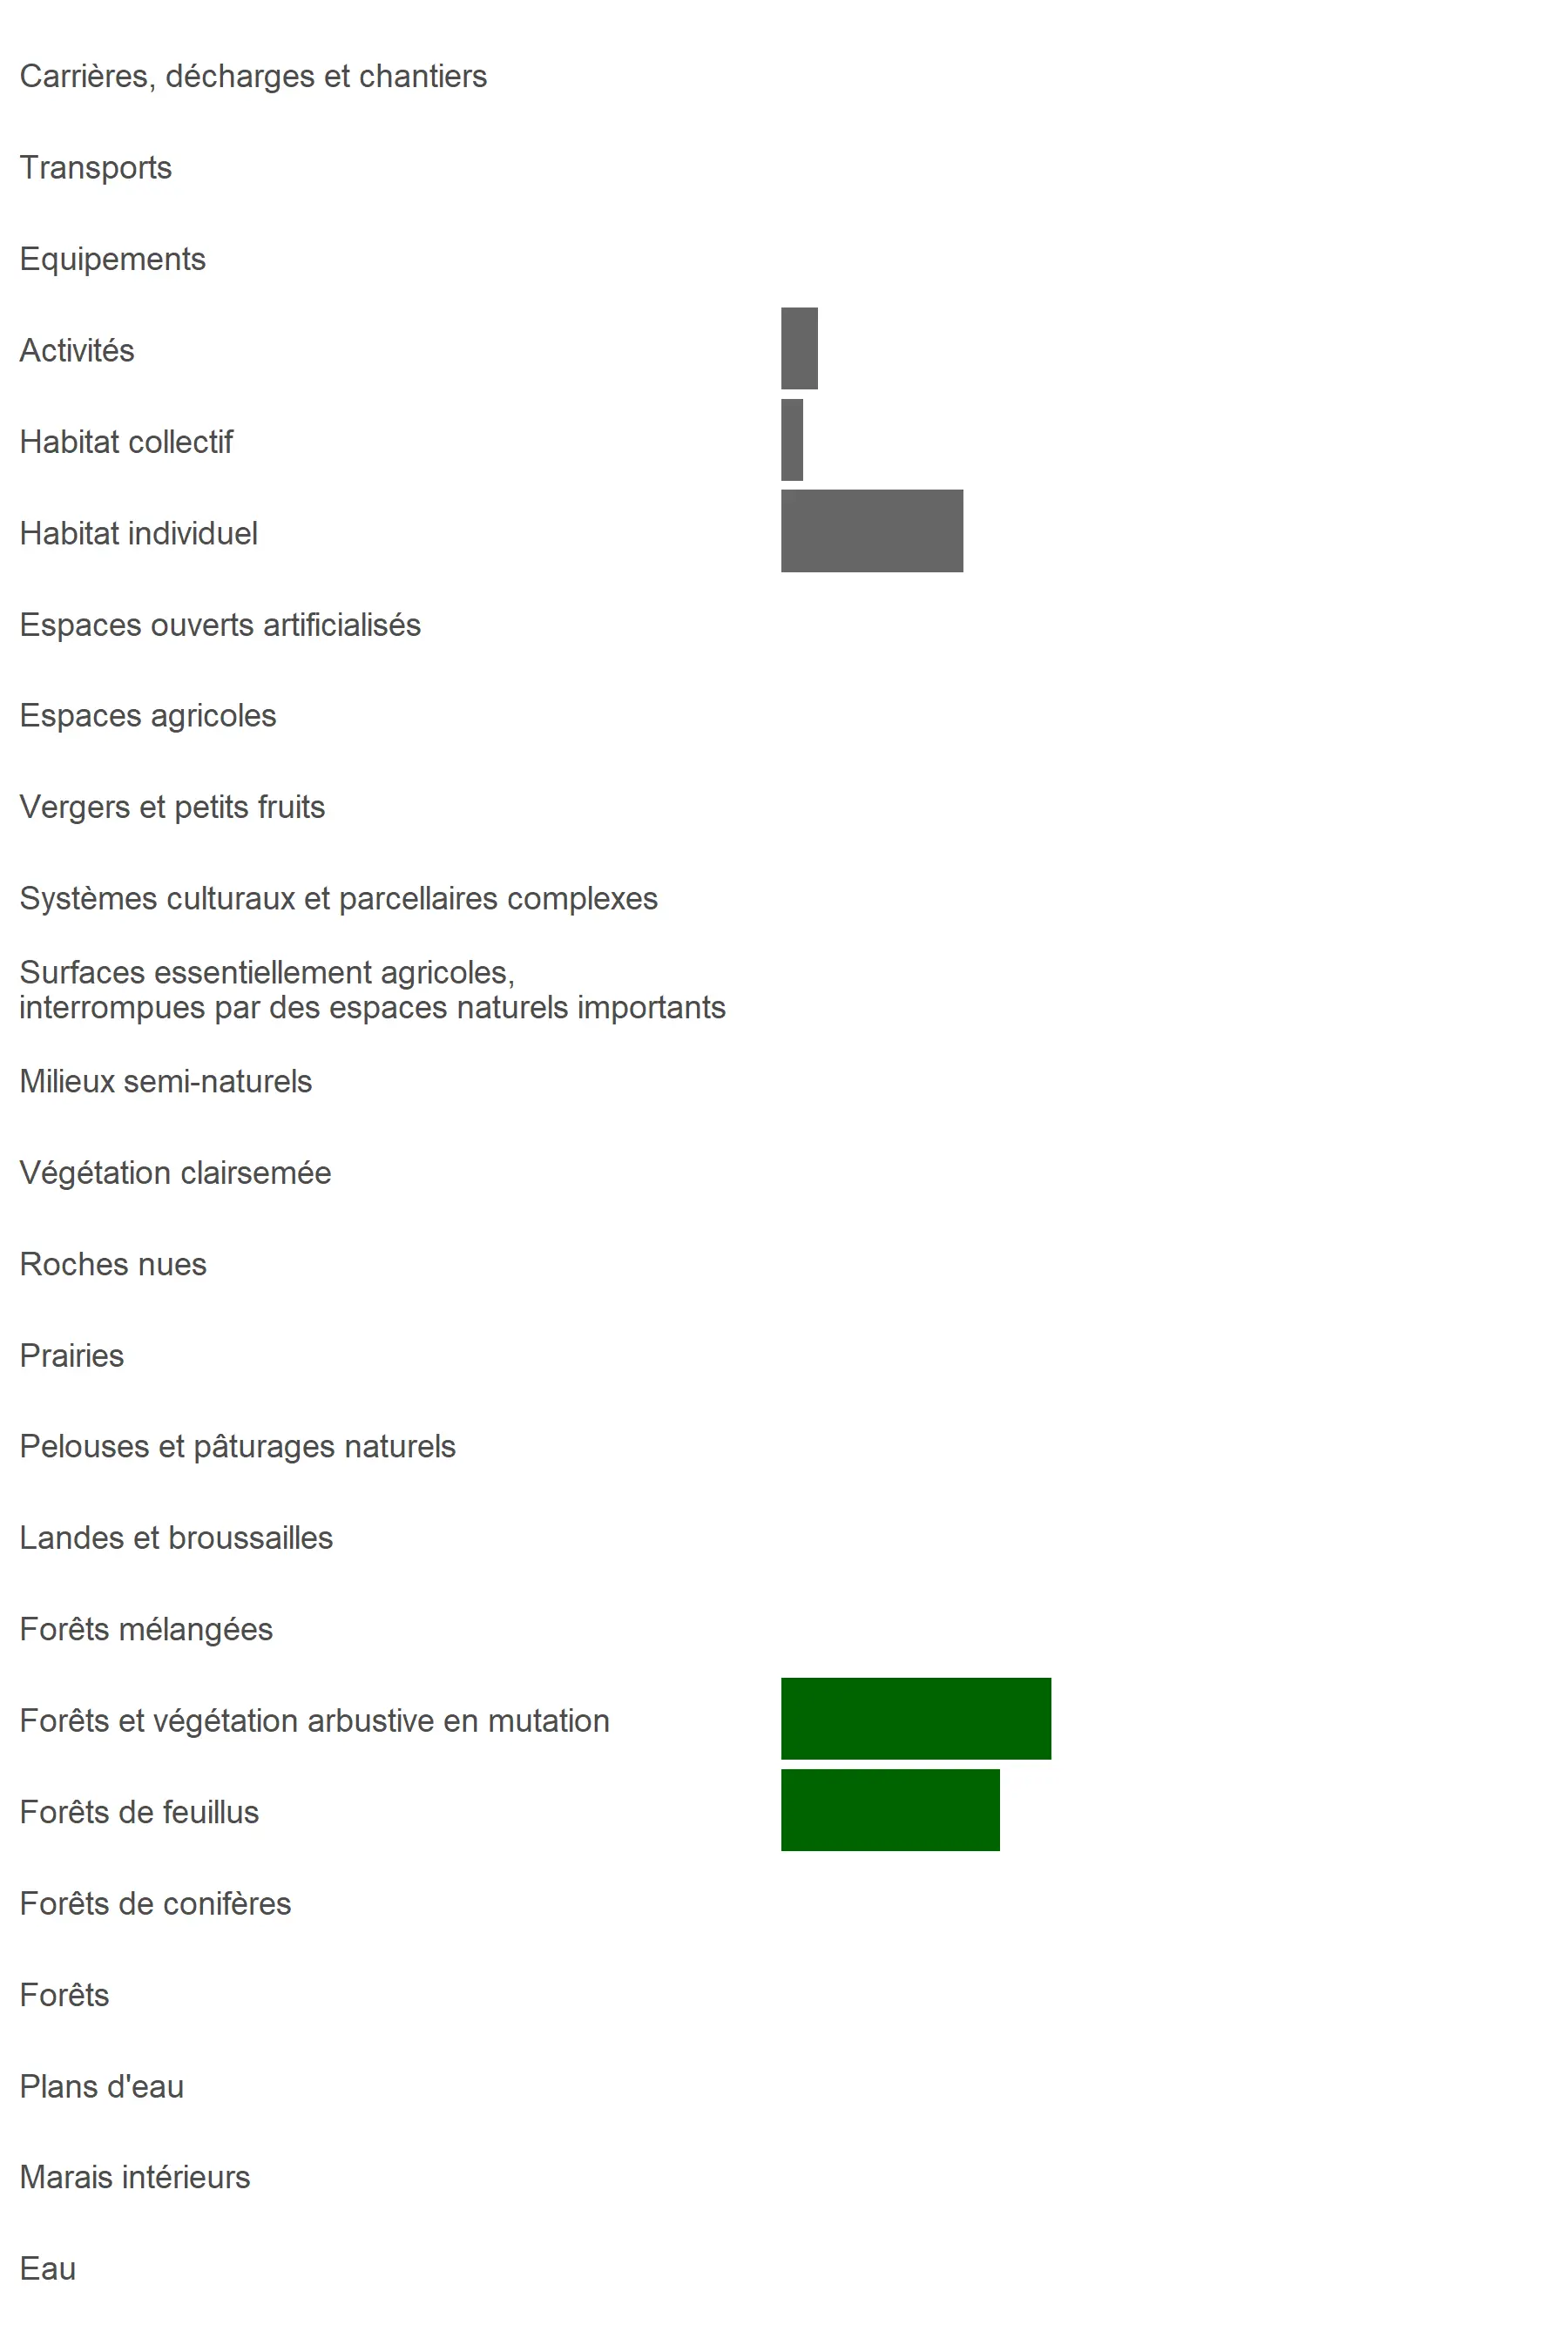 Carrières, décharges et chantiers
Transports
Equipements
Activités
Habitat collectif
Habitat individuel
Espaces ouverts artificialisés
Espaces agricoles
Vergers et petits fruits
Systèmes culturaux et parcellaires complexes
Surfaces essentiellement agricoles,
interrompues par des espaces naturels importants
Milieux semi-naturels
Végétation clairsemée
Roches nues
Prairies
Pelouses et pâturages naturels
Landes et broussailles
Forêts mélangées
Forêts et végétation arbustive en mutation
Forêts de feuillus
Forêts de conifères
Forêts
Plans d'eau
Marais intérieurs
Eau